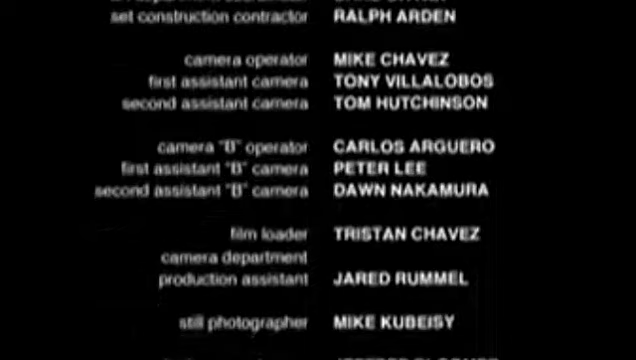 set construction contractor RALPH ARDEN
camera operator MIKE CHAVEZ
first assistant camera TONY VILLALOBOS
second assistant camera TOM HUTCHINSON
camera "B" operator CARLOS ARGUERO
first assistant "B" camera PETER LEE
second assistant "B" camera DAWN NAKAMURA
film loader TRISTAN CHAVEZ
camera department
production assistant JARED RUMMEL
still photographer MIKE KUBEISY